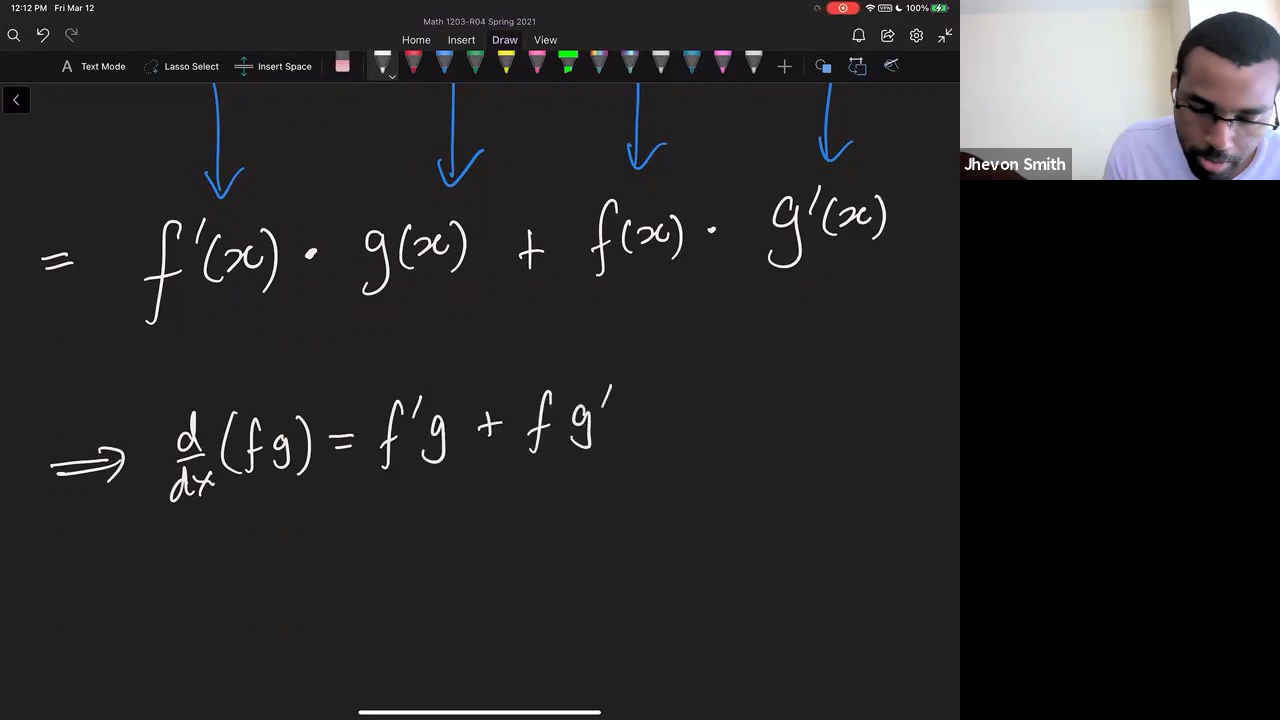 12:12 PM Fri Mar 12
VPN 100%
Math 1203-R04 Spring 2021
Home Insert Draw View
A Text Mode Lasso Select Insert Space
Jhevon Smith
= f'(x) · g(x) + f(x) · g'(x)
⟹ d/dx (fg) = f'g + f g'